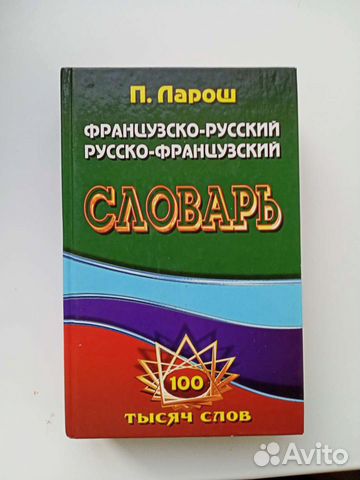 П. Ларош
ФРАНЦУЗСКО-РУССКИЙ
РУССКО-ФРАНЦУЗСКИЙ
СЛОВАРЬ
100
ТЫСЯЧ СЛОВ
Avito